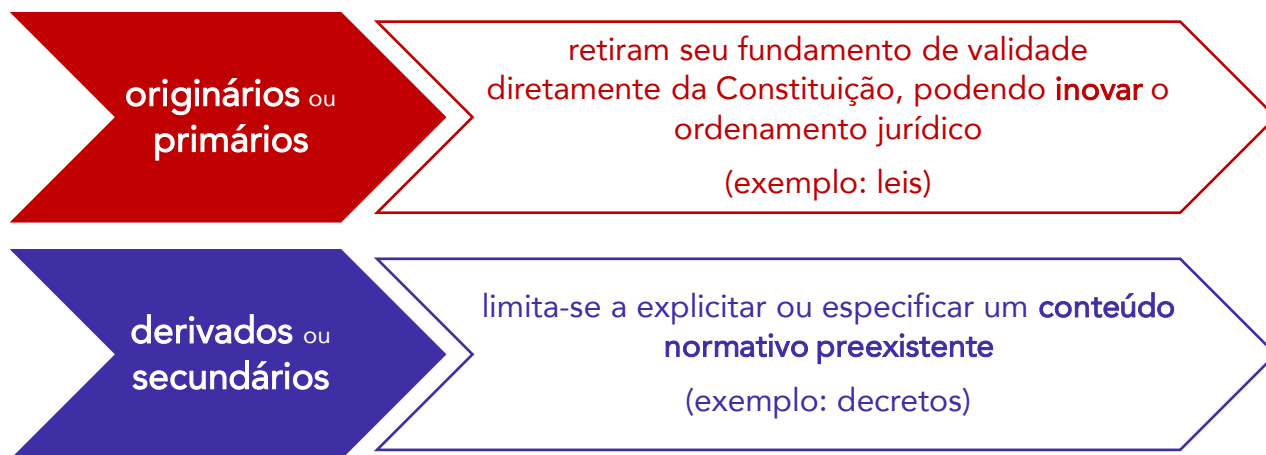 originários ou
primários
retiram seu fundamento de validade
diretamente da Constituição, podendo inovar o
ordenamento jurídico
(exemplo: leis)
derivados ou
secundários
limita-se a explicitar ou especificar um conteúdo
normativo preexistente
(exemplo: decretos)